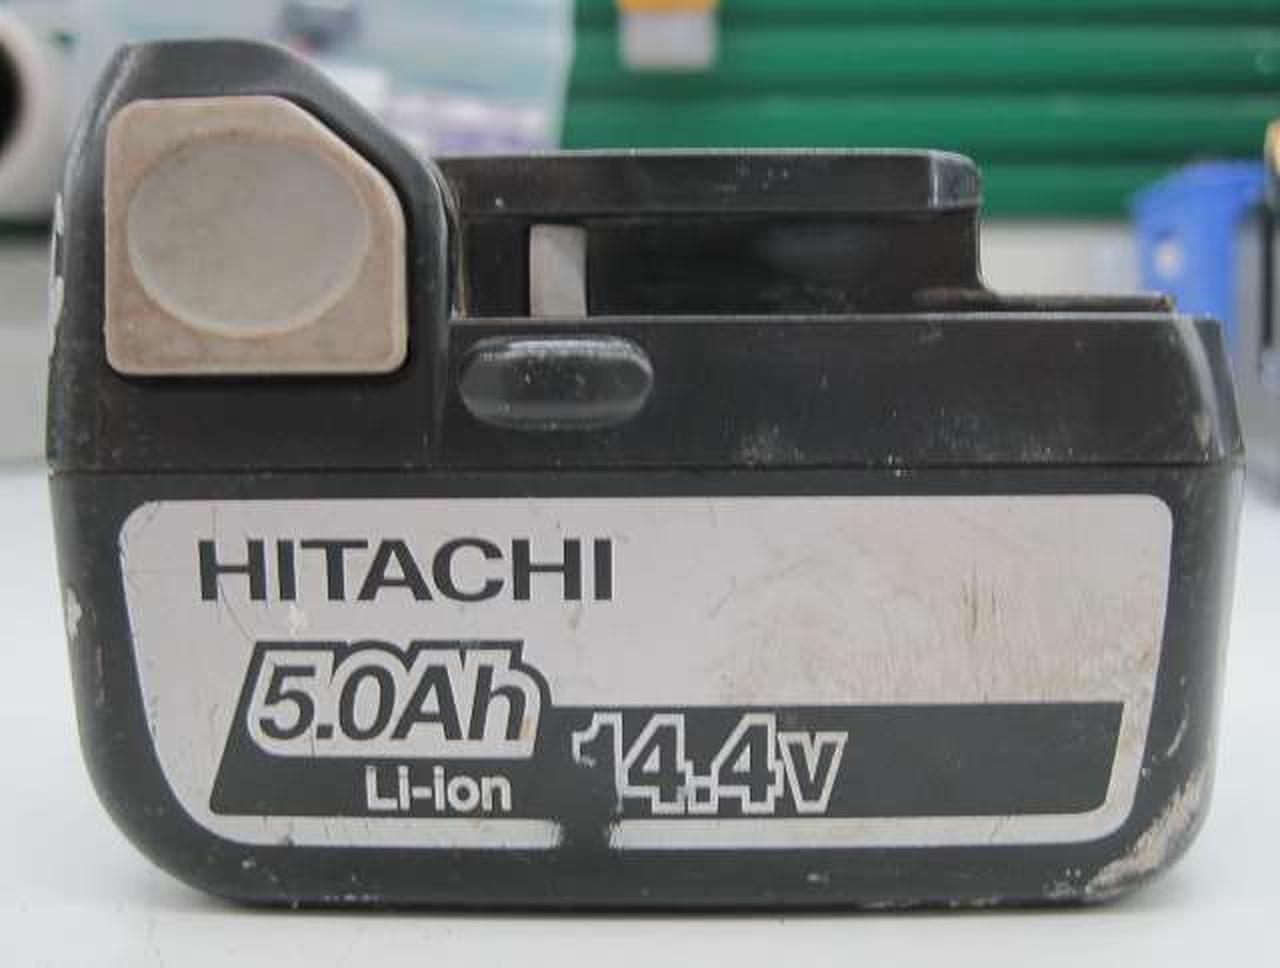 HITACHI
5.0Ah
Li-ion
14.4V